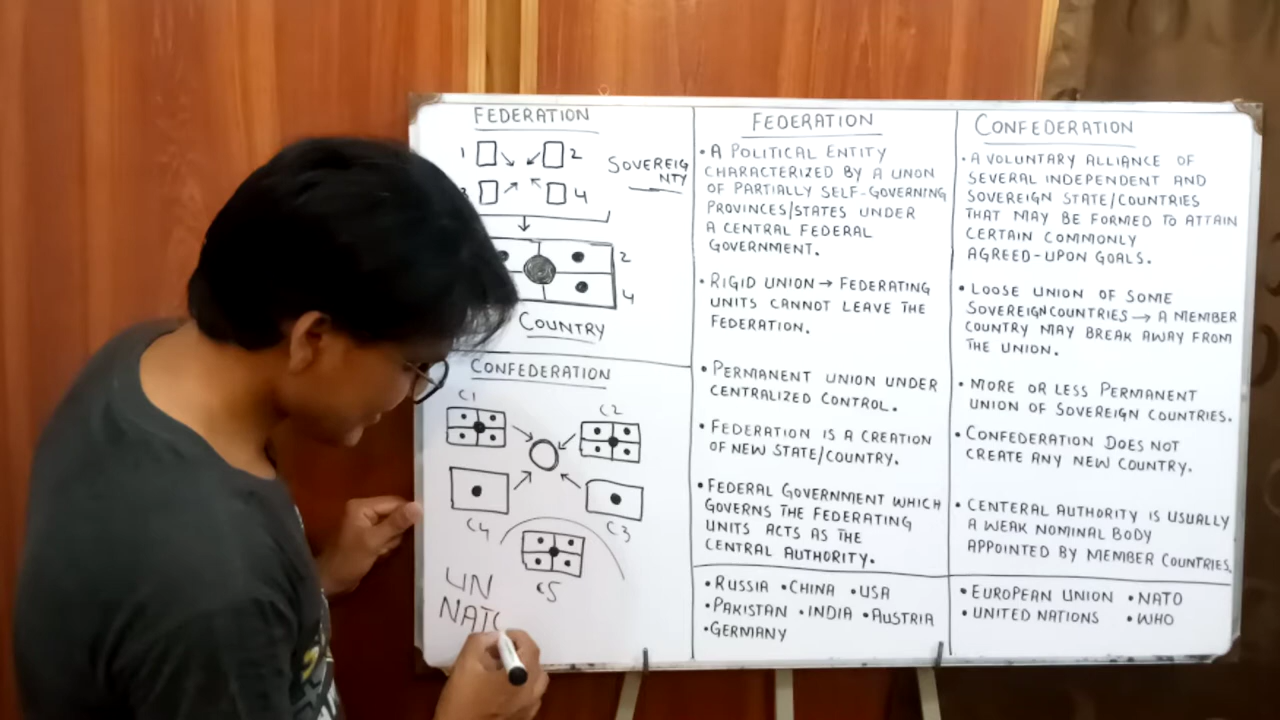 FEDERATION
1 2
SOVEREIG
NTY
3 4
2
4
COUNTRY
CONFEDERATION
C1 C2
C4 C3
C5
UN
NATO
FEDERATION
• A POLITICAL ENTITY
CHARACTERIZED BY A UNON
OF PARTIALLY SELF-GOVERNING
PROVINCES/STATES UNDER
A CENTRAL FEDERAL
GOVERNMENT.
• RIGID UNION → FEDERATING
UNITS CANNOT LEAVE THE
FEDERATION.
• PERMANENT UNION UNDER
CENTRALIZED CONTROL.
• FEDERATION IS A CREATION
OF NEW STATE/COUNTRY.
• FEDERAL GOVERNMENT WHICH
GOVERNS THE FEDERATING
UNITS ACTS AS THE
CENTRAL AUTHORITY.
• RUSSIA • CHINA • USA
• PAKISTAN • INDIA • AUSTRIA
• GERMANY
CONFEDERATION
• A VOLUNTARY ALLIANCE OF
SEVERAL INDEPENDENT AND
SOVEREIGN STATE/COUNTRIES
THAT MAY BE FORMED TO ATTAIN
CERTAIN COMMONLY
AGREED-UPON GOALS.
• LOOSE UNION OF SOME
SOVEREIGN COUNTRIES → A MEMBER
COUNTRY MAY BREAK AWAY FROM
THE UNION.
• MORE OR LESS PERMANENT
UNION OF SOVEREIGN COUNTRIES.
• CONFEDERATION DOES NOT
CREATE ANY NEW COUNTRY.
• CENTERAL AUTHORITY IS USUALLY
A WEAK NOMINAL BODY
APPOINTED BY MEMBER COUNTRIES.
• EUROPEAN UNION • NATO
• UNITED NATIONS • WHO